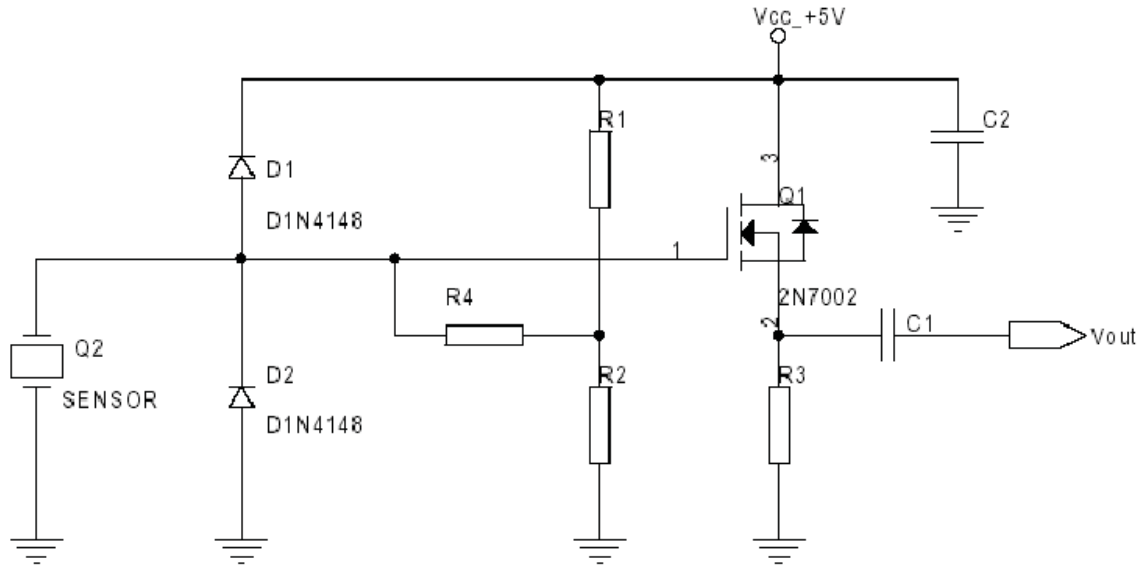 Vcc_+5V
R1
C2
3
D1
Q1
D1N4148
1
R4
2N7002
2
C1
Q2
Vout
D2
R2
R3
SENSOR
D1N4148